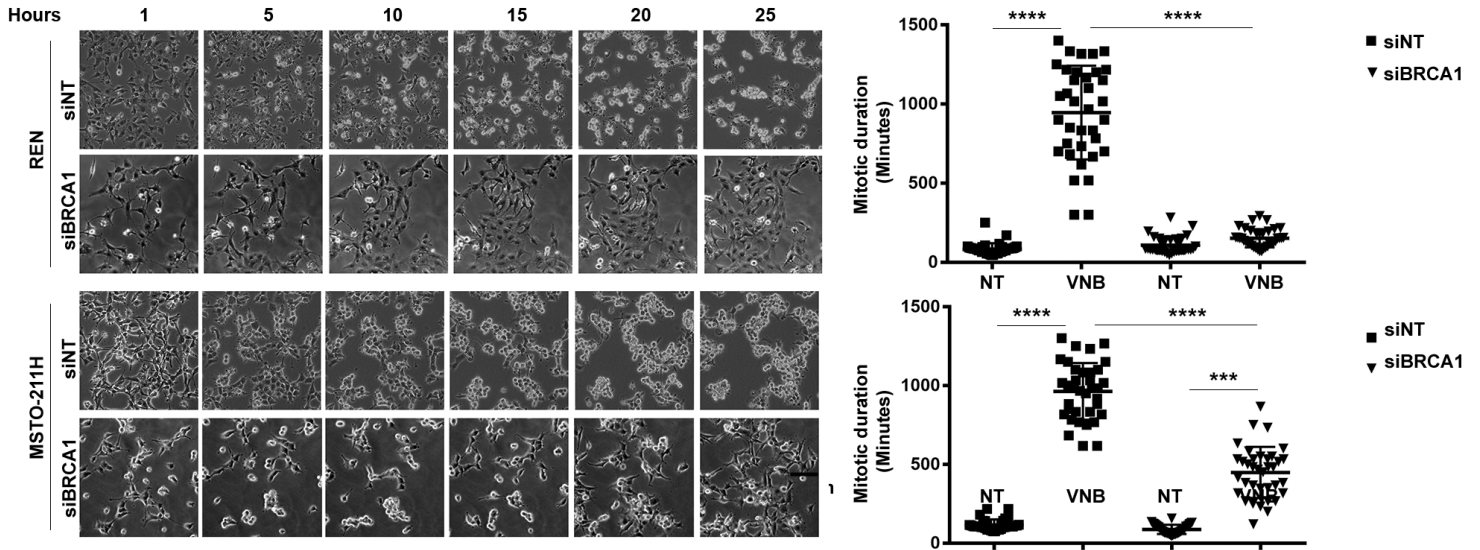 Hours 1 5 10 15 20 25
REN
siNT
siBRCA1
MSTO-211H
siNT
siBRCA1
Mitotic duration
(Minutes)
1500
1000
500
0
**** ****
NT VNB NT VNB
siNT
siBRCA1
Mitotic duration
(Minutes)
1500
1000
500
0
**** ****
***
NT VNB NT VNB
siNT
siBRCA1